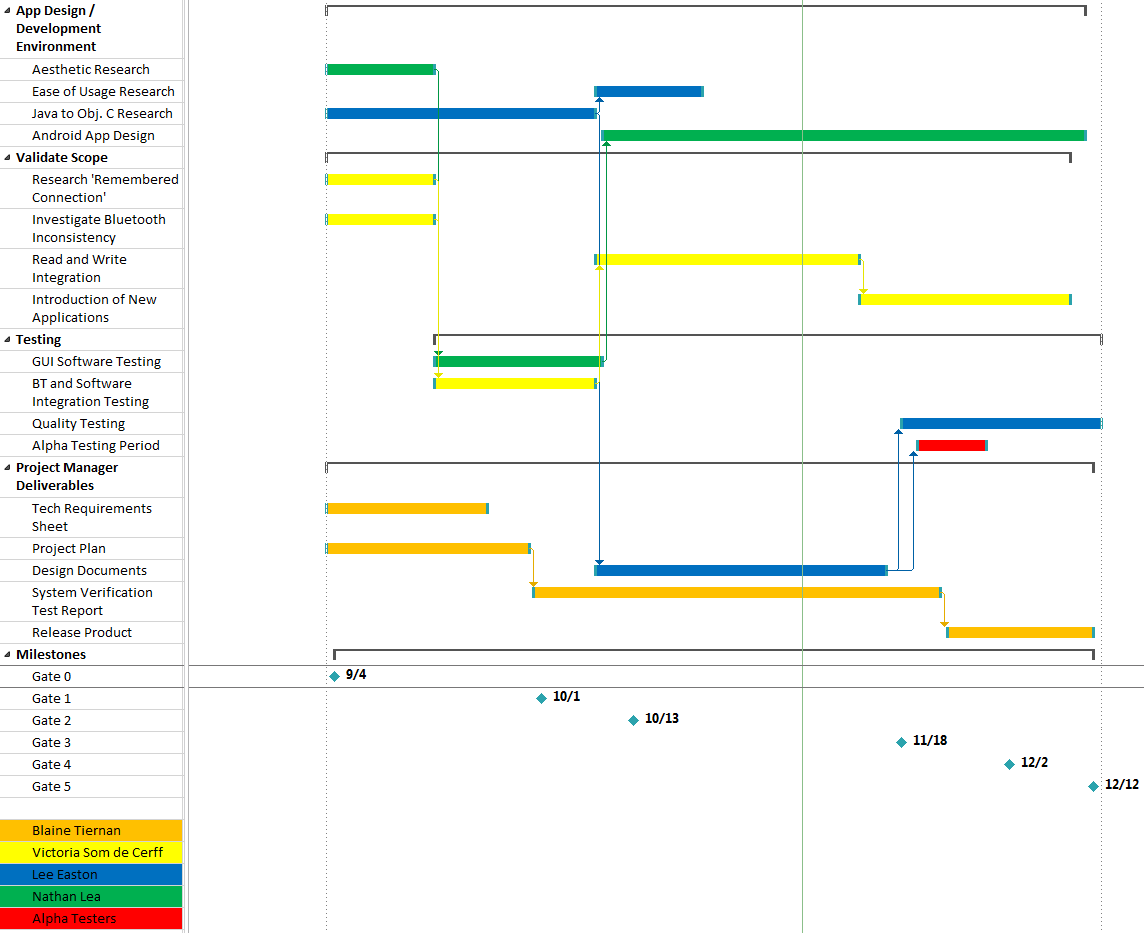 App Design /
Development
Environment
Aesthetic Research
Ease of Usage Research
Java to Obj. C Research
Android App Design
Validate Scope
Research 'Remembered
Connection'
Investigate Bluetooth
Inconsistency
Read and Write
Integration
Introduction of New
Applications
Testing
GUI Software Testing
BT and Software
Integration Testing
Quality Testing
Alpha Testing Period
Project Manager
Deliverables
Tech Requirements
Sheet
Project Plan
Design Documents
System Verification
Test Report
Release Product
Milestones
Gate 0 9/4
Gate 1 10/1
Gate 2 10/13
Gate 3 11/18
Gate 4 12/2
Gate 5 12/12
Blaine Tiernan
Victoria Som de Cerff
Lee Easton
Nathan Lea
Alpha Testers